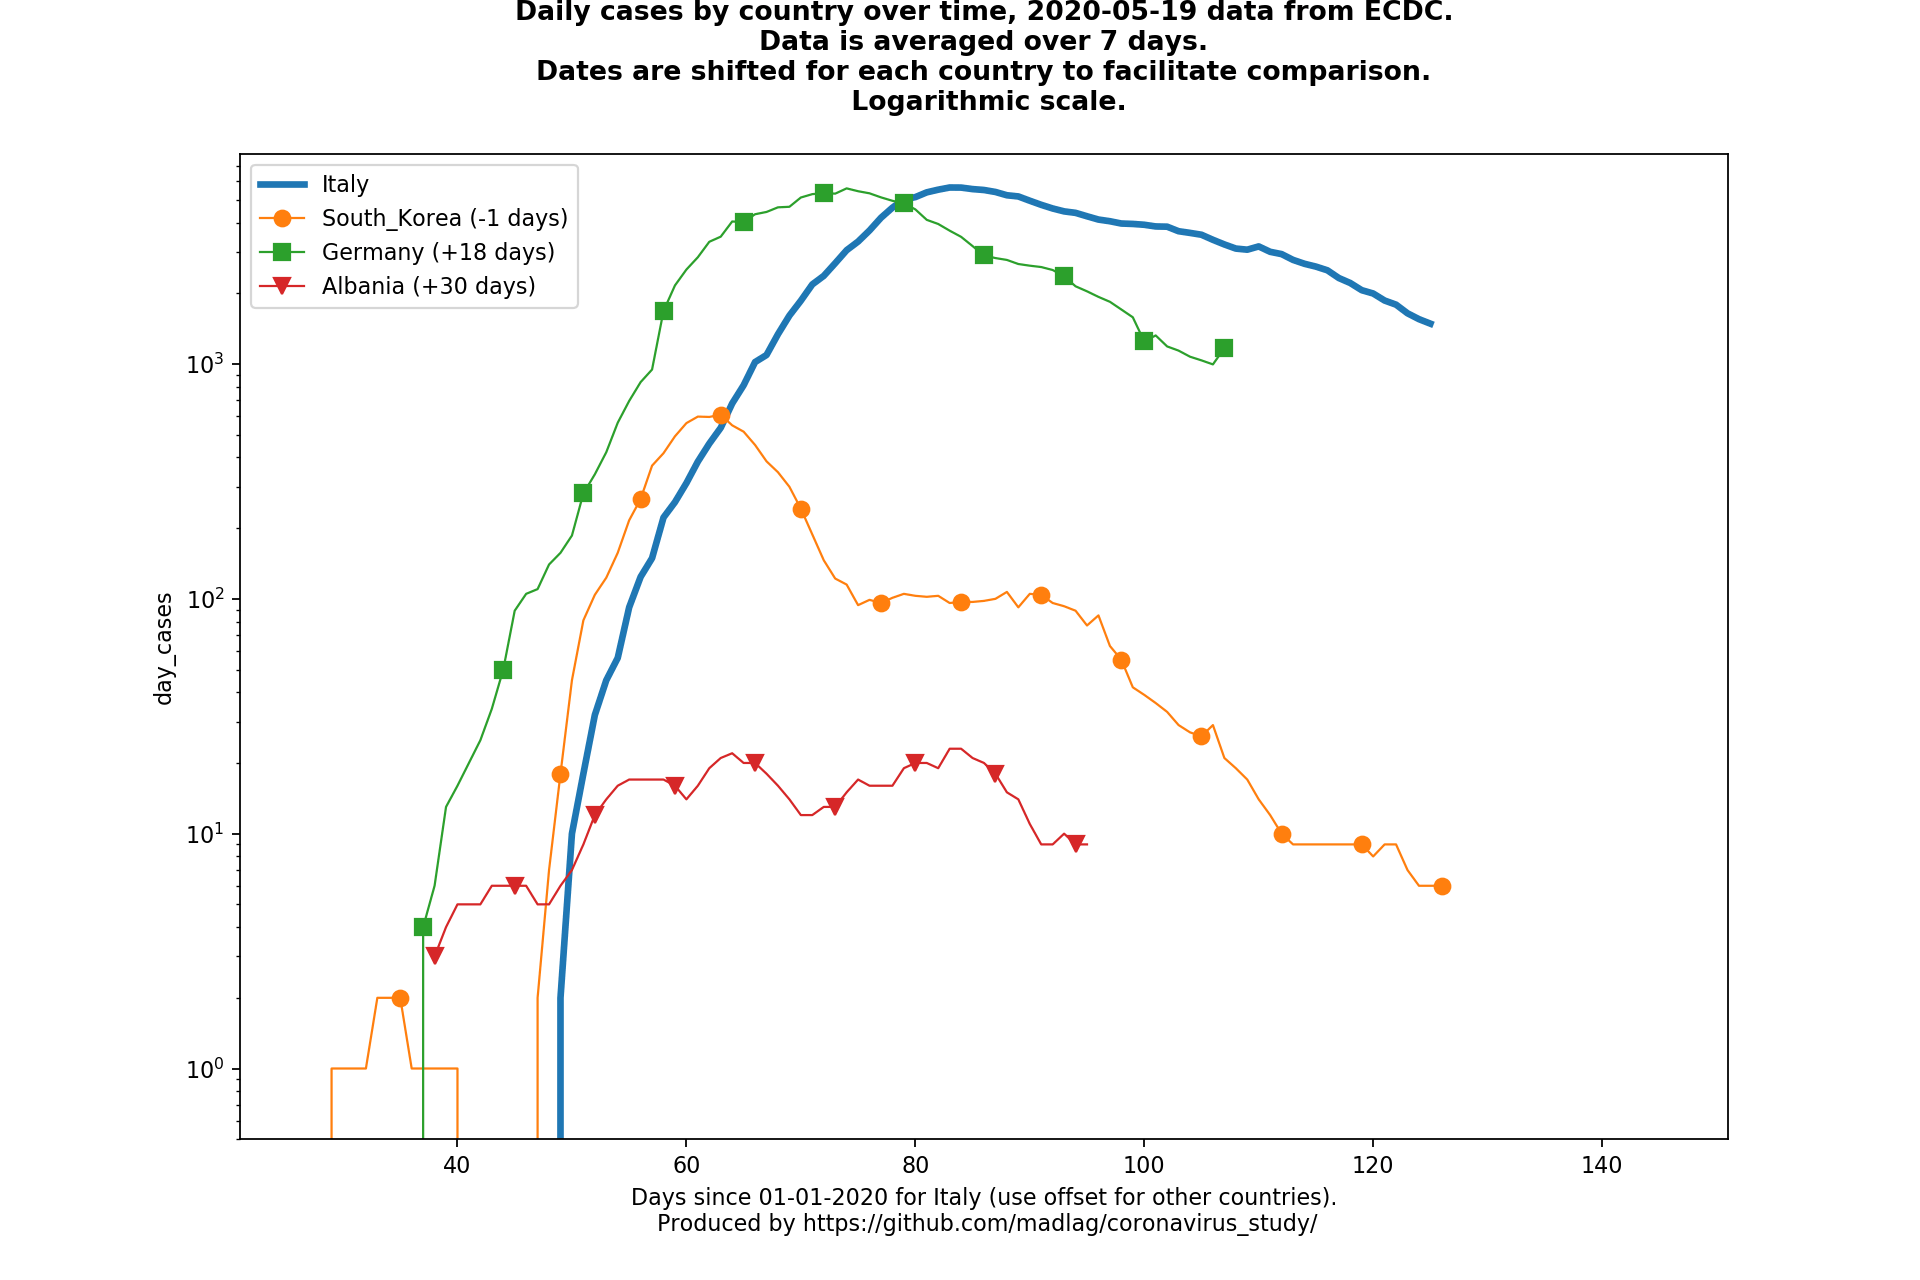 Daily cases by country over time, 2020-05-19 data from ECDC.
Data is averaged over 7 days.
Dates are shifted for each country to facilitate comparison.
Logarithmic scale.
Italy
South_Korea (-1 days)
Germany (+18 days)
Albania (+30 days)
10³
10²
10¹
10⁰
day_cases
40 60 80 100 120 140
Days since 01-01-2020 for Italy (use offset for other countries).
Produced by https://github.com/madlag/coronavirus_study/